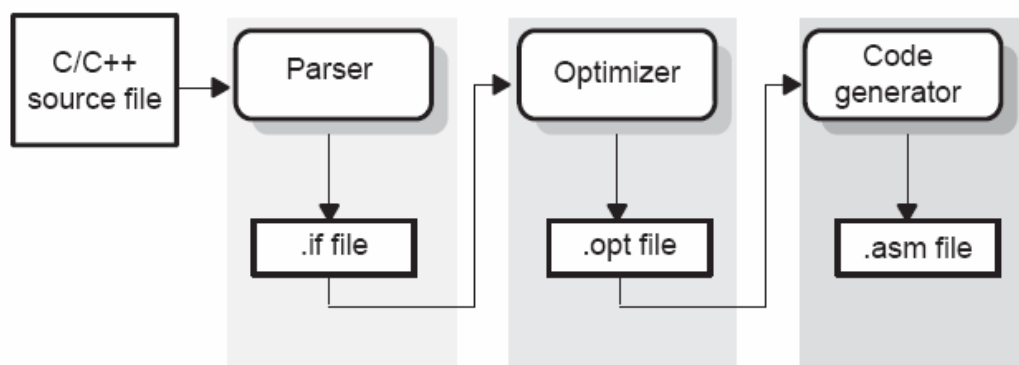 C/C++
source file
Parser
Optimizer
Code
generator
.if file
.opt file
.asm file